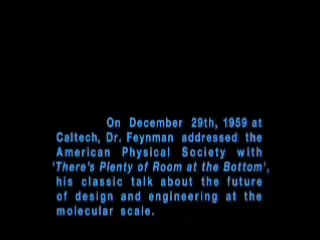 On December 29th, 1959 at
Caltech, Dr. Feynman addressed the
American Physical Society with
'There's Plenty of Room at the Bottom',
his classic talk about the future
of design and engineering at the
molecular scale.